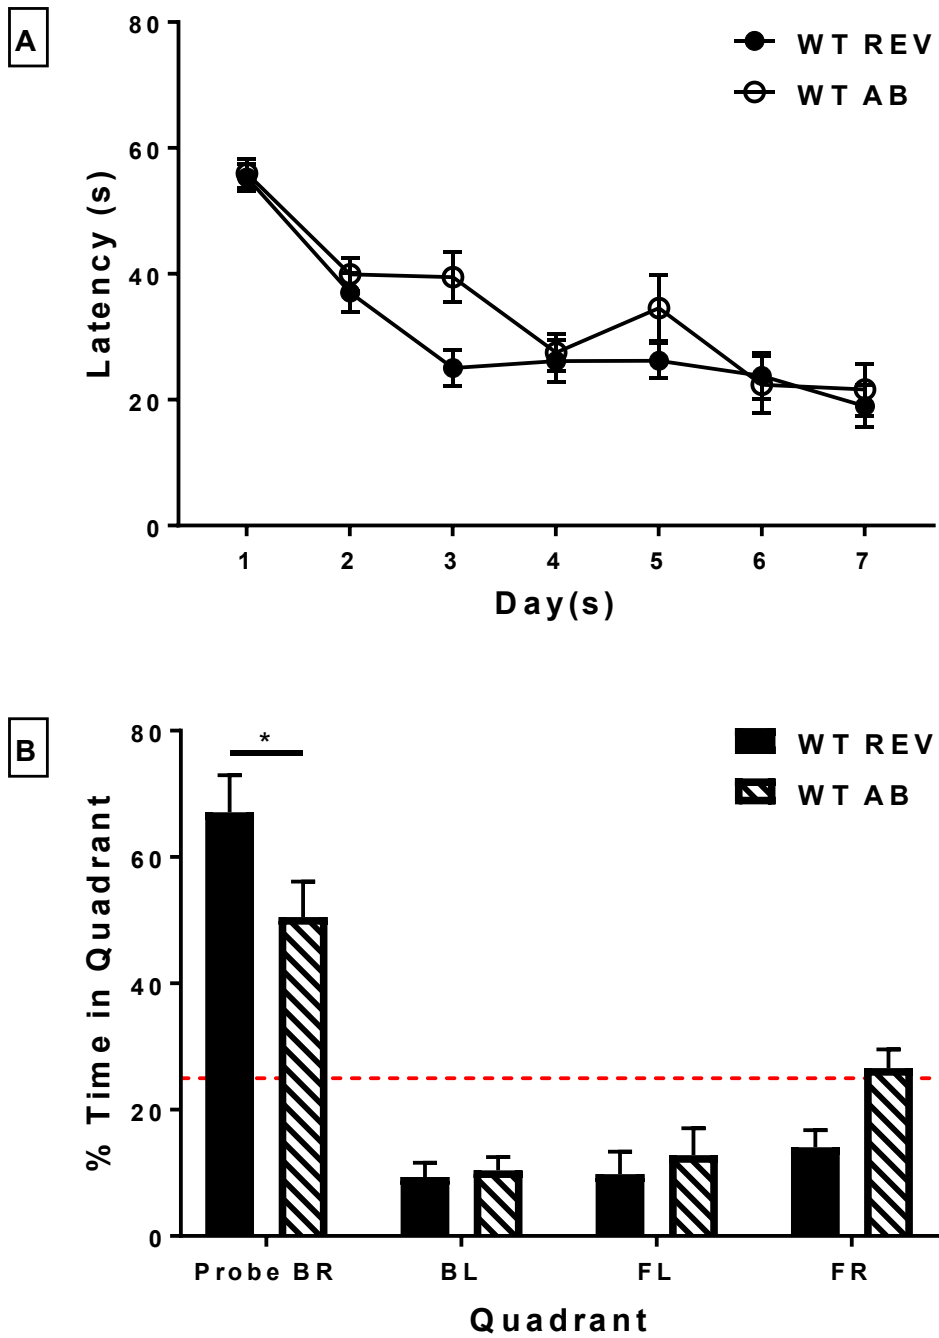 A
80
60
40
20
0
Latency (s)
WT REV
WT AB
1 2 3 4 5 6 7
Day(s)
B
80
60
40
20
0
% Time in Quadrant
*
WT REV
WT AB
Probe BR BL FL FR
Quadrant